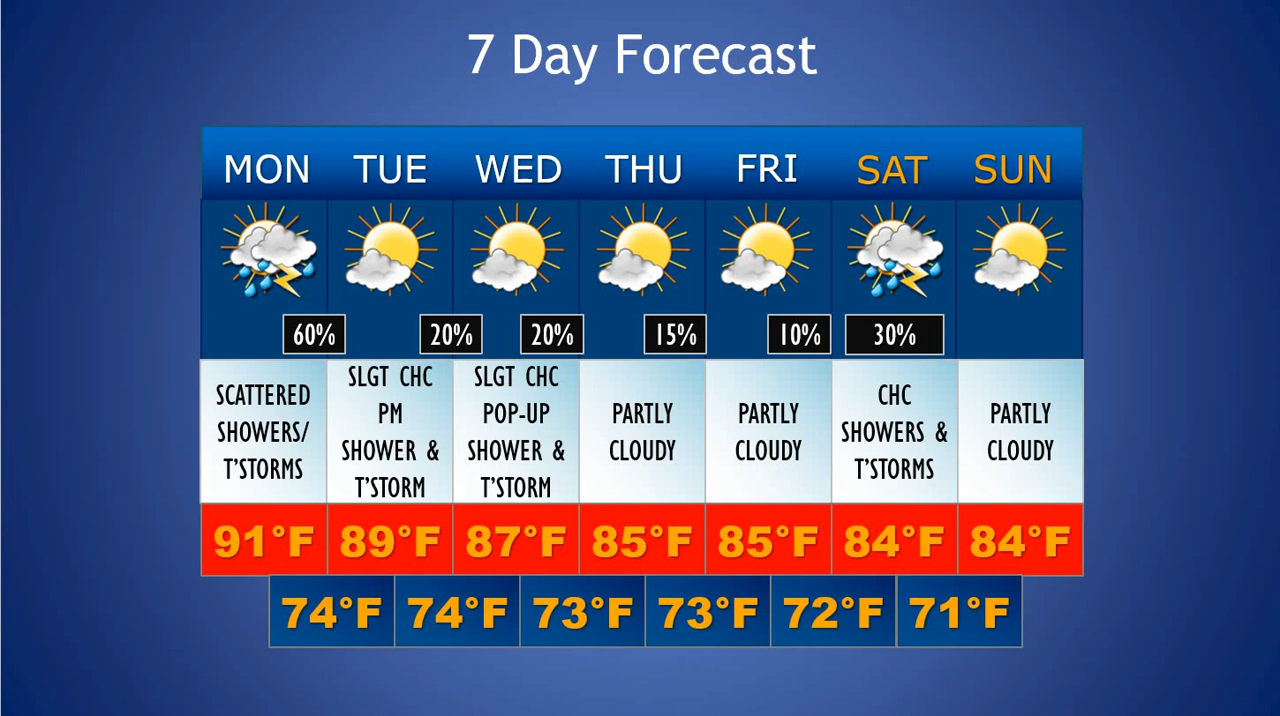 7 Day Forecast
MON TUE WED THU FRI SAT SUN
60% 20% 20% 15% 10% 30%
SCATTERED
SHOWERS/
T'STORMS
SLGT CHC
PM
SHOWER &
T'STORM
SLGT CHC
POP-UP
SHOWER &
T'STORM
PARTLY
CLOUDY
PARTLY
CLOUDY
CHC
SHOWERS &
T'STORMS
PARTLY
CLOUDY
91°F 89°F 87°F 85°F 85°F 84°F 84°F
74°F 74°F 73°F 73°F 72°F 71°F